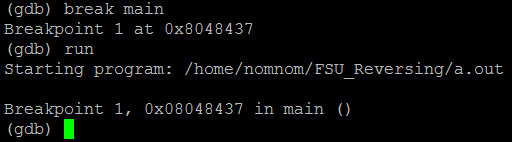 (gdb) break main
Breakpoint 1 at 0x8048437
(gdb) run
Starting program: /home/nomnom/FSU_Reversing/a.out
Breakpoint 1, 0x08048437 in main ()
(gdb)